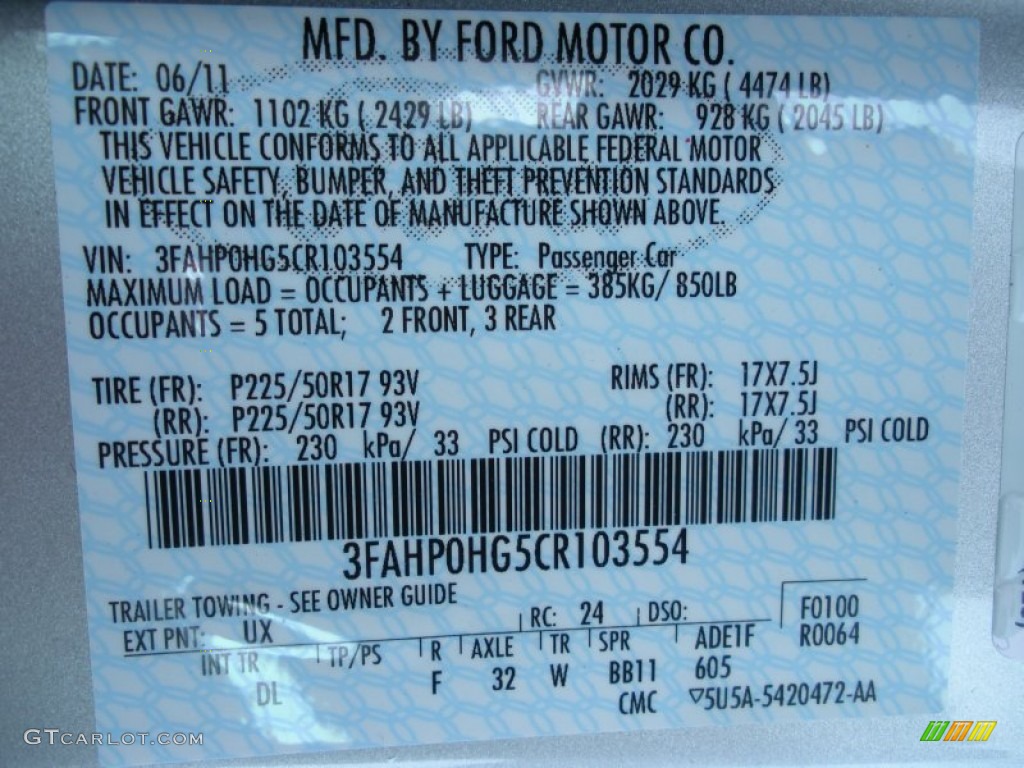 MFD. BY FORD MOTOR CO.
DATE: 06/11 GVWR: 2029 KG ( 4474 LB)
FRONT GAWR: 1102 KG ( 2429 LB) REAR GAWR: 928 KG ( 2045 LB)
THIS VEHICLE CONFORMS TO ALL APPLICABLE FEDERAL MOTOR
VEHICLE SAFETY, BUMPER, AND THEFT PREVENTION STANDARDS
IN EFFECT ON THE DATE OF MANUFACTURE SHOWN ABOVE.
VIN: 3FAHP0HG5CR103554 TYPE: Passenger Car
MAXIMUM LOAD = OCCUPANTS + LUGGAGE = 385KG/ 850LB
OCCUPANTS = 5 TOTAL; 2 FRONT, 3 REAR
TIRE (FR): P225/50R17 93V RIMS (FR): 17X7.5J
(RR): P225/50R17 93V (RR): 17X7.5J
PRESSURE (FR): 230 kPa/ 33 PSI COLD (RR): 230 kPa/ 33 PSI COLD
3FAHP0HG5CR103554
TRAILER TOWING - SEE OWNER GUIDE
EXT PNT: UX RC: 24 DSO: F0100
INT TR TP/PS R AXLE TR SPR ADE1F R0064
DL F 32 W BB11 605
CMC ▽5U5A-5420472-AA
GTCARLOT.COM